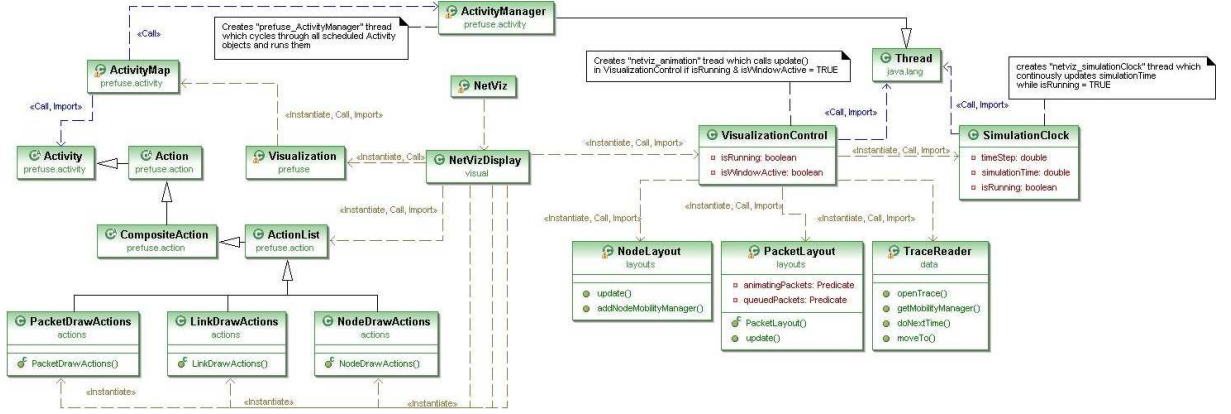 ActivityManager
prefuse.activity
Creates "prefuse_ActivityManager" thread
which cycles through all scheduled Activity
objects and runs them
«Call»
Thread
java.lang
Creates "netviz_animation" tread which calls update()
in VisualizationControl if isRunning & isWindowActive = TRUE
creates "netviz_simulationClock" thread which
continously updates simulationTime
while isRunning = TRUE
ActivityMap
prefuse.activity
NetViz
«Call, Import»
«Instantiate, Call, Import»
«Call, Import»
«Call, Import»
Activity
prefuse.activity
Action
prefuse.action
Visualization
prefuse
«Instantiate, Call»
NetVizDisplay
visual
«Instantiate, Call, Import»
VisualizationControl
isRunning: boolean
isWindowActive: boolean
«Instantiate, Call, Import»
SimulationClock
timeStep: double
simulationTime: double
isRunning: boolean
CompositeAction
prefuse.action
ActionList
prefuse.action
«Instantiate, Call, Import»
«Instantiate, Call, Import»
«Instantiate, Call, Import»
«Instantiate, Call, Import»
NodeLayout
layouts
update()
addNodeMobilityManager()
PacketLayout
layouts
animatingPackets: Predicate
queuedPackets: Predicate
PacketLayout()
update()
TraceReader
data
openTrace()
getMobilityManager()
doNextTime()
moveTo()
PacketDrawActions
actions
PacketDrawActions()
LinkDrawActions
actions
LinkDrawActions()
NodeDrawActions
actions
NodeDrawActions()
«Instantiate»
«Instantiate»
«Instantiate»